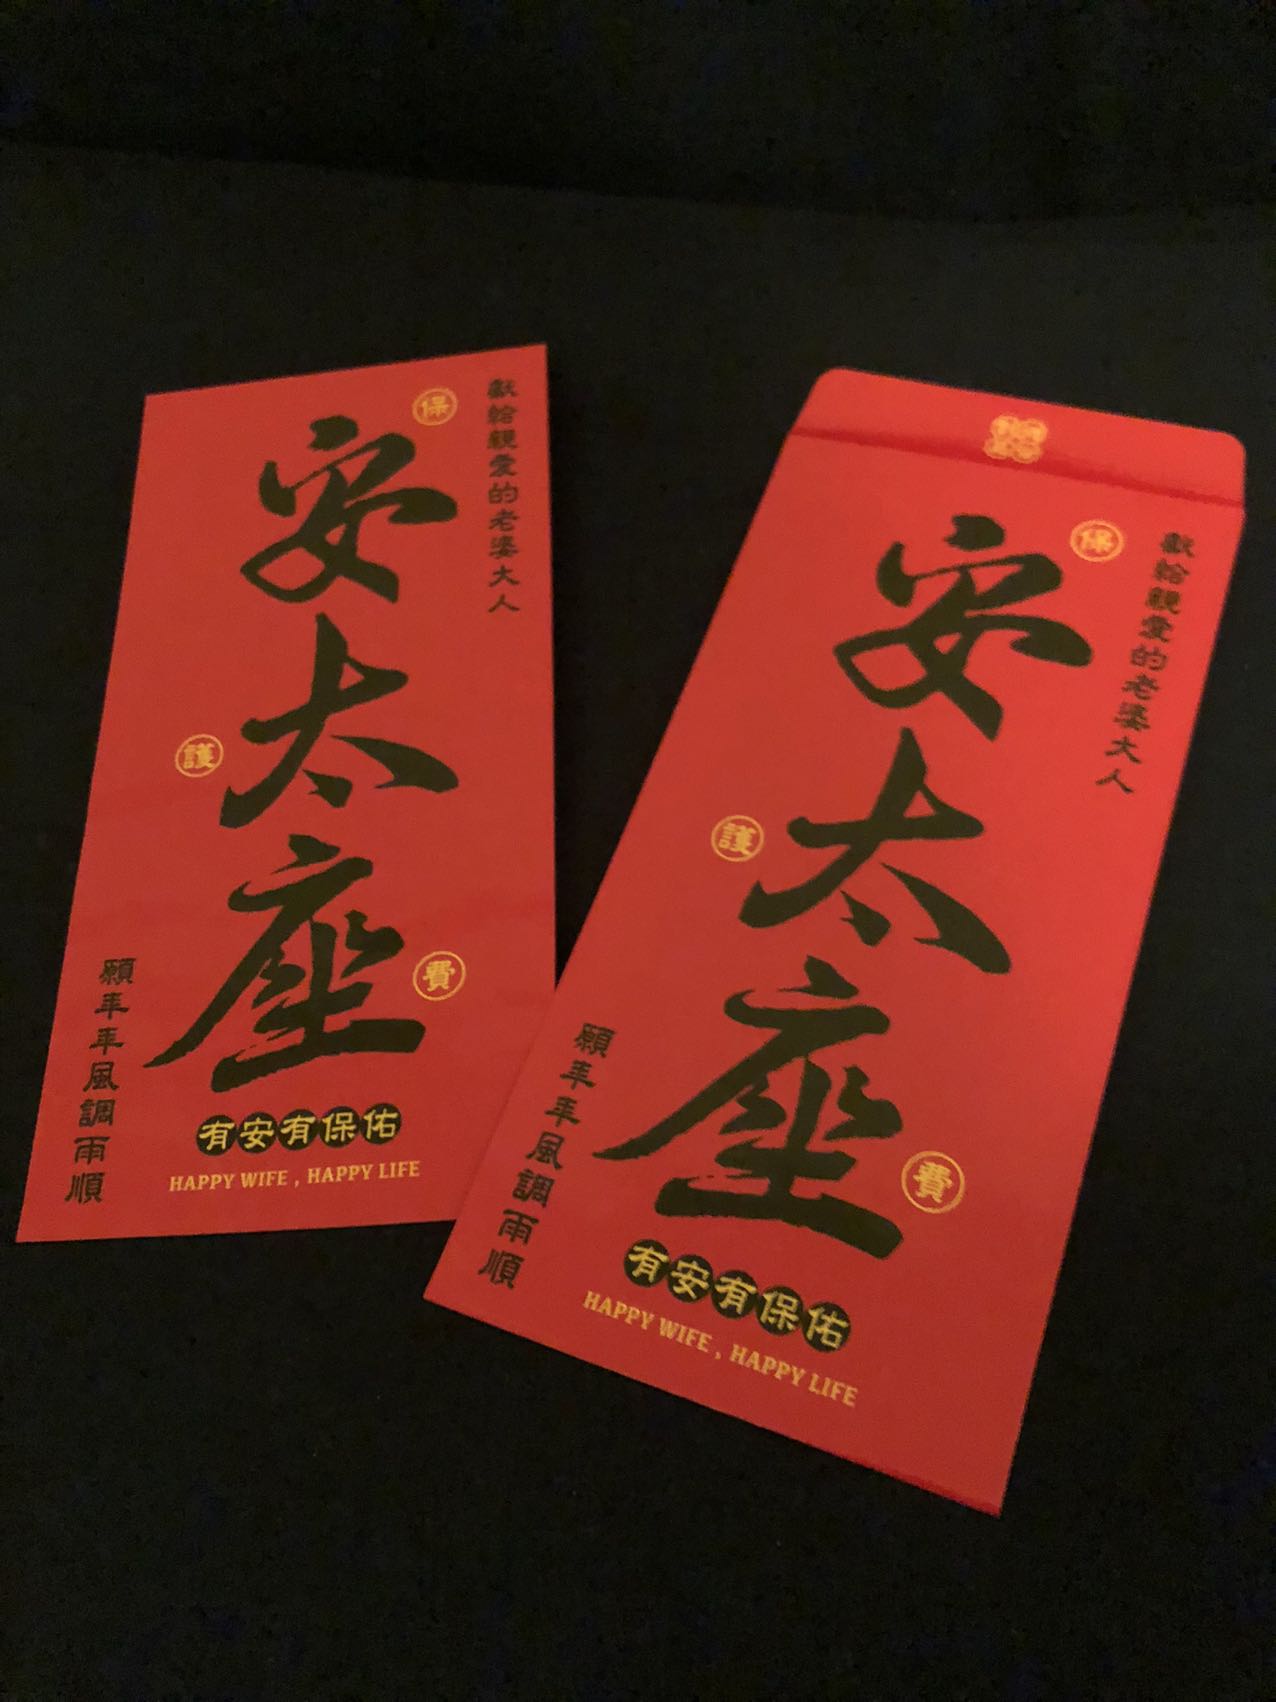 獻給親愛的老婆大人
安太座
保
護
費
願年年風調雨順
有安有保佑
HAPPY WIFE , HAPPY LIFE
獻給親愛的老婆大人
安太座
保
護
費
願年年風調雨順
有安有保佑
HAPPY WIFE , HAPPY LIFE